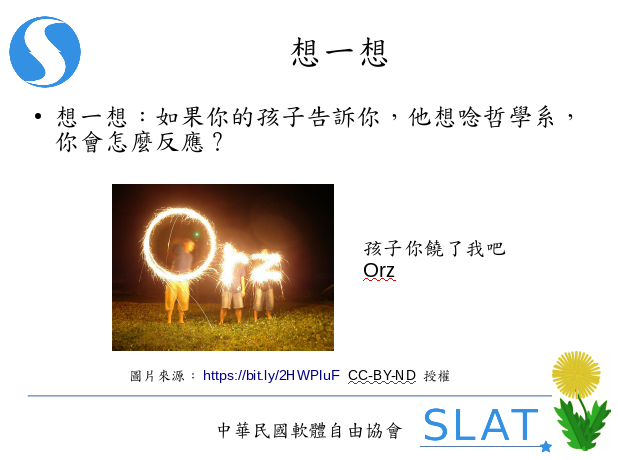 想一想
• 想一想：如果你的孩子告訴你，他想唸哲學系，
你會怎麼反應？
Orz
孩子你饒了我吧
Orz
圖片來源： https://bit.ly/2HWPluF CC-BY-ND 授權
中華民國軟體自由協會
SLAT